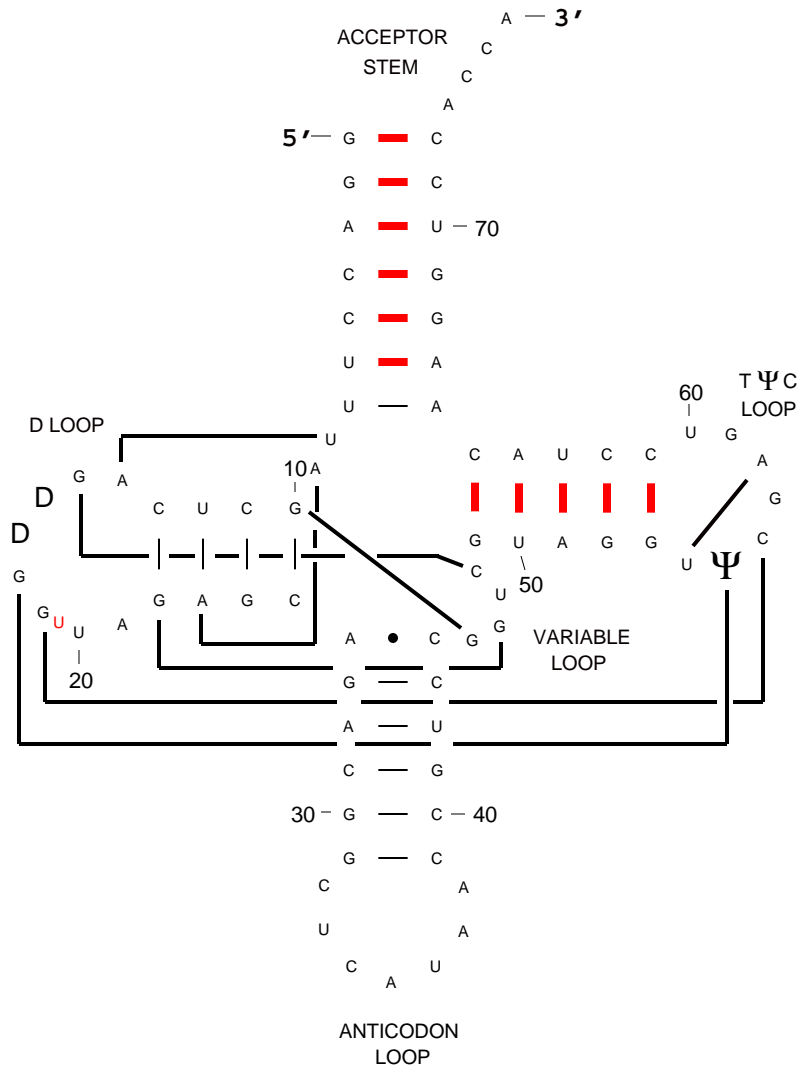 A — 3'
ACCEPTOR
STEM
C
C
A
5' — G C
G C
A U — 70
C G
C G
U A
U A
60
T Ψ C
LOOP
D LOOP
U
U G
G A
10 A
C A U C C
A
D
C U C G
G
D
C
G U A G G
U Ψ
G
C
50
G A G C
U
G U U A
A • C G G
VARIABLE
LOOP
20
G C
A U
C G
30 — G C — 40
G C
C A
U A
C U
A
ANTICODON
LOOP